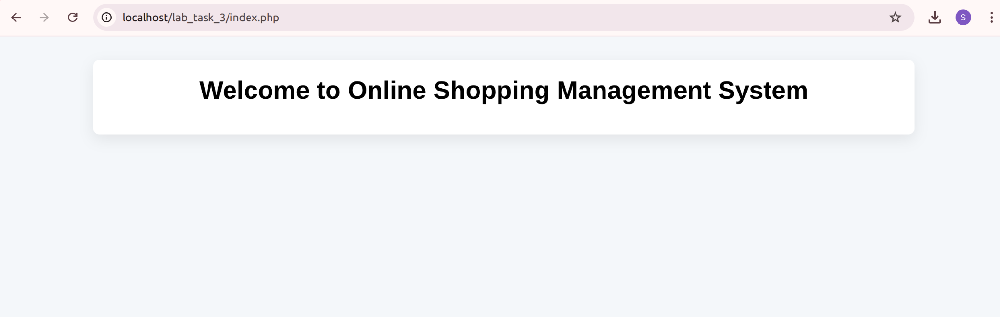 localhost/lab_task_3/index.php
S
Welcome to Online Shopping Management System